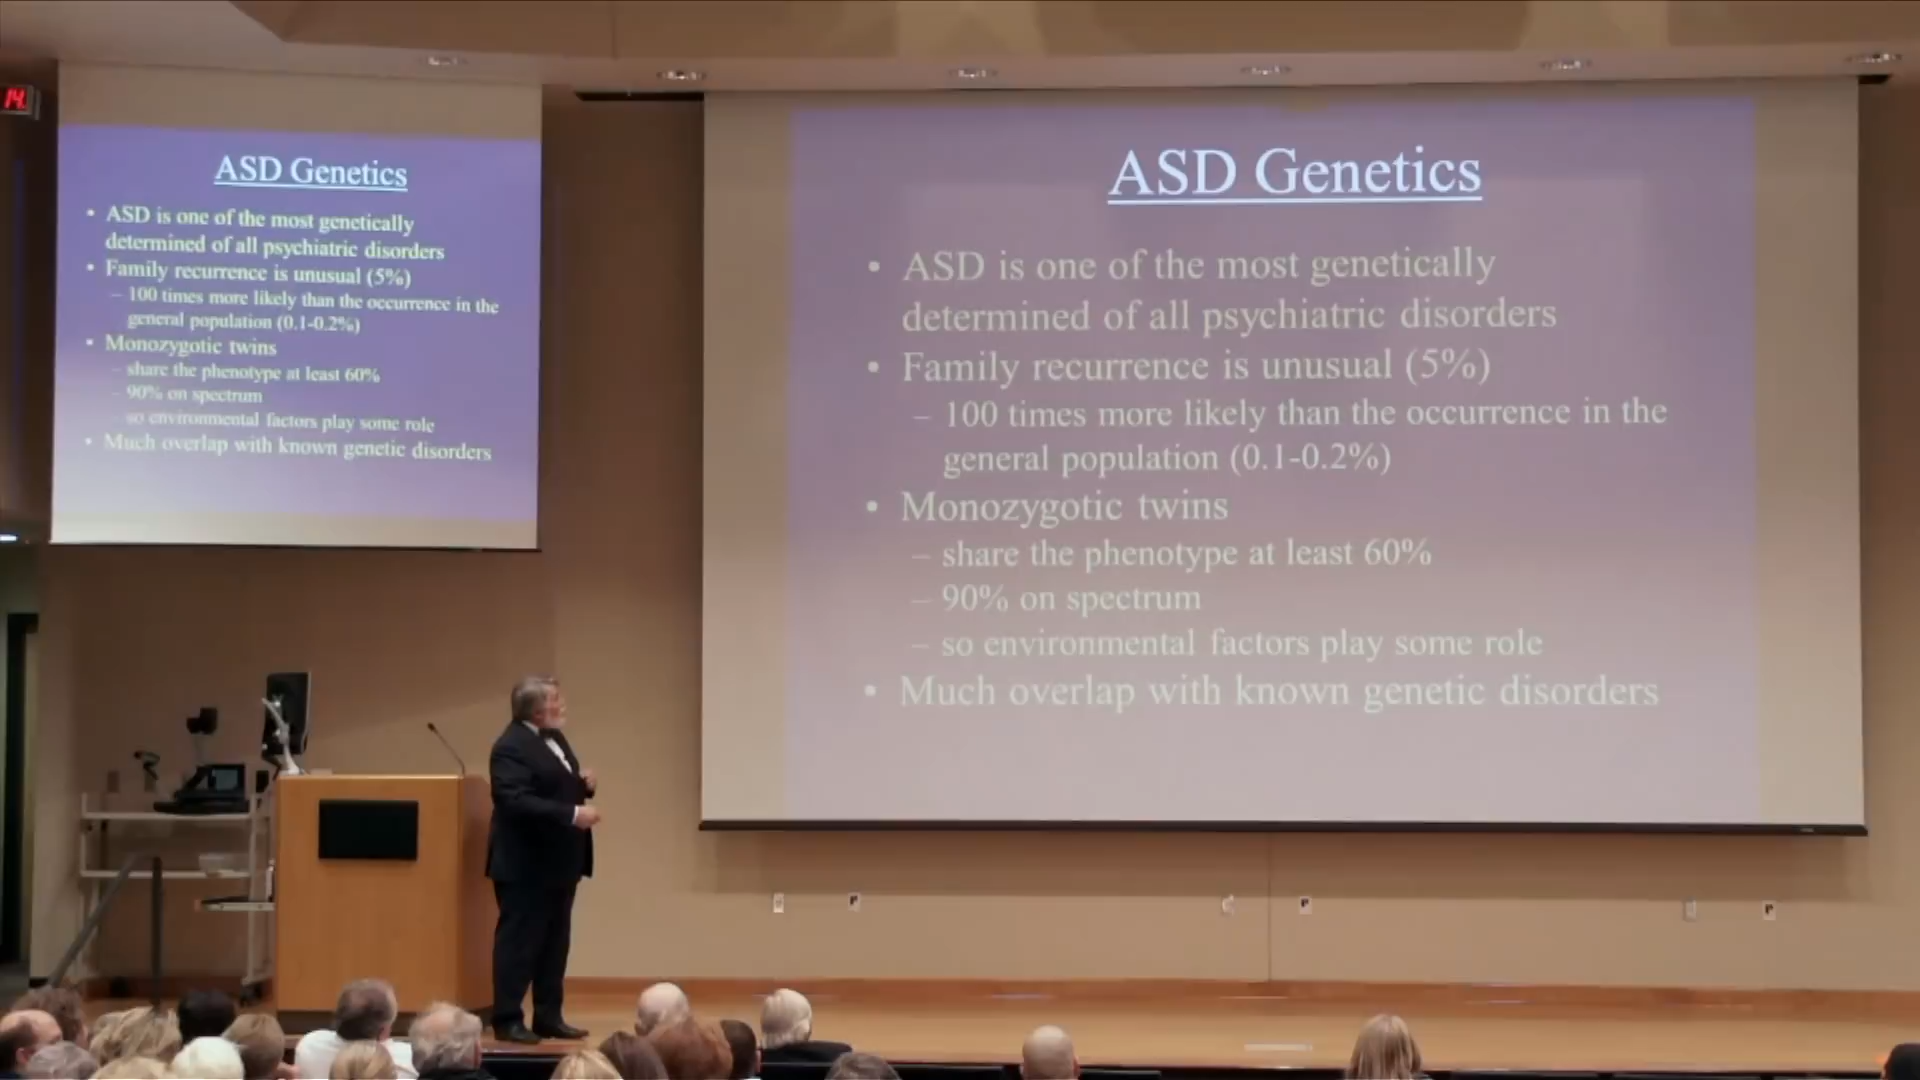 14
ASD Genetics
• ASD is one of the most genetically
determined of all psychiatric disorders
• Family recurrence is unusual (5%)
– 100 times more likely than the occurrence in the
general population (0.1-0.2%)
• Monozygotic twins
– share the phenotype at least 60%
– 90% on spectrum
– so environmental factors play some role
• Much overlap with known genetic disorders
ASD Genetics
• ASD is one of the most genetically
determined of all psychiatric disorders
• Family recurrence is unusual (5%)
– 100 times more likely than the occurrence in the
general population (0.1-0.2%)
• Monozygotic twins
– share the phenotype at least 60%
– 90% on spectrum
– so environmental factors play some role
• Much overlap with known genetic disorders